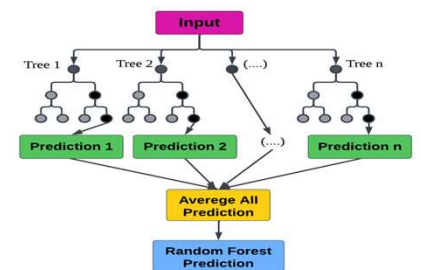 Input
Tree 1 Tree 2 (....) Tree n
Prediction 1 Prediction 2 (....) Prediction n
Averege All
Prediction
Random Forest
Prediction